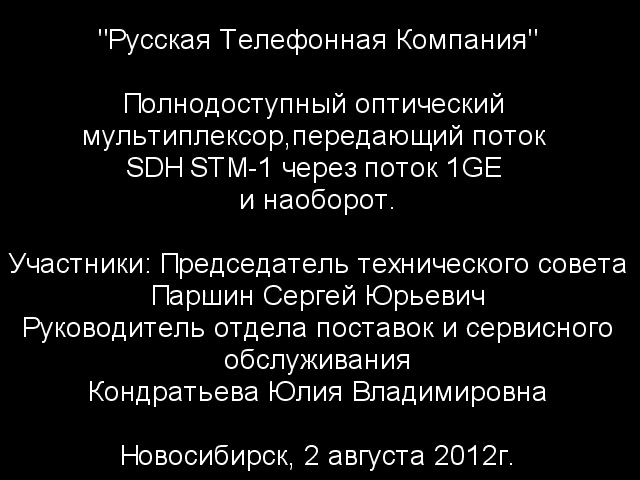 "Русская Телефонная Компания"
Полнодоступный оптический
мультиплексор,передающий поток
SDH STM-1 через поток 1GE
и наоборот.
Участники: Председатель технического совета
Паршин Сергей Юрьевич
Руководитель отдела поставок и сервисного
обслуживания
Кондратьева Юлия Владимировна
Новосибирск, 2 августа 2012г.